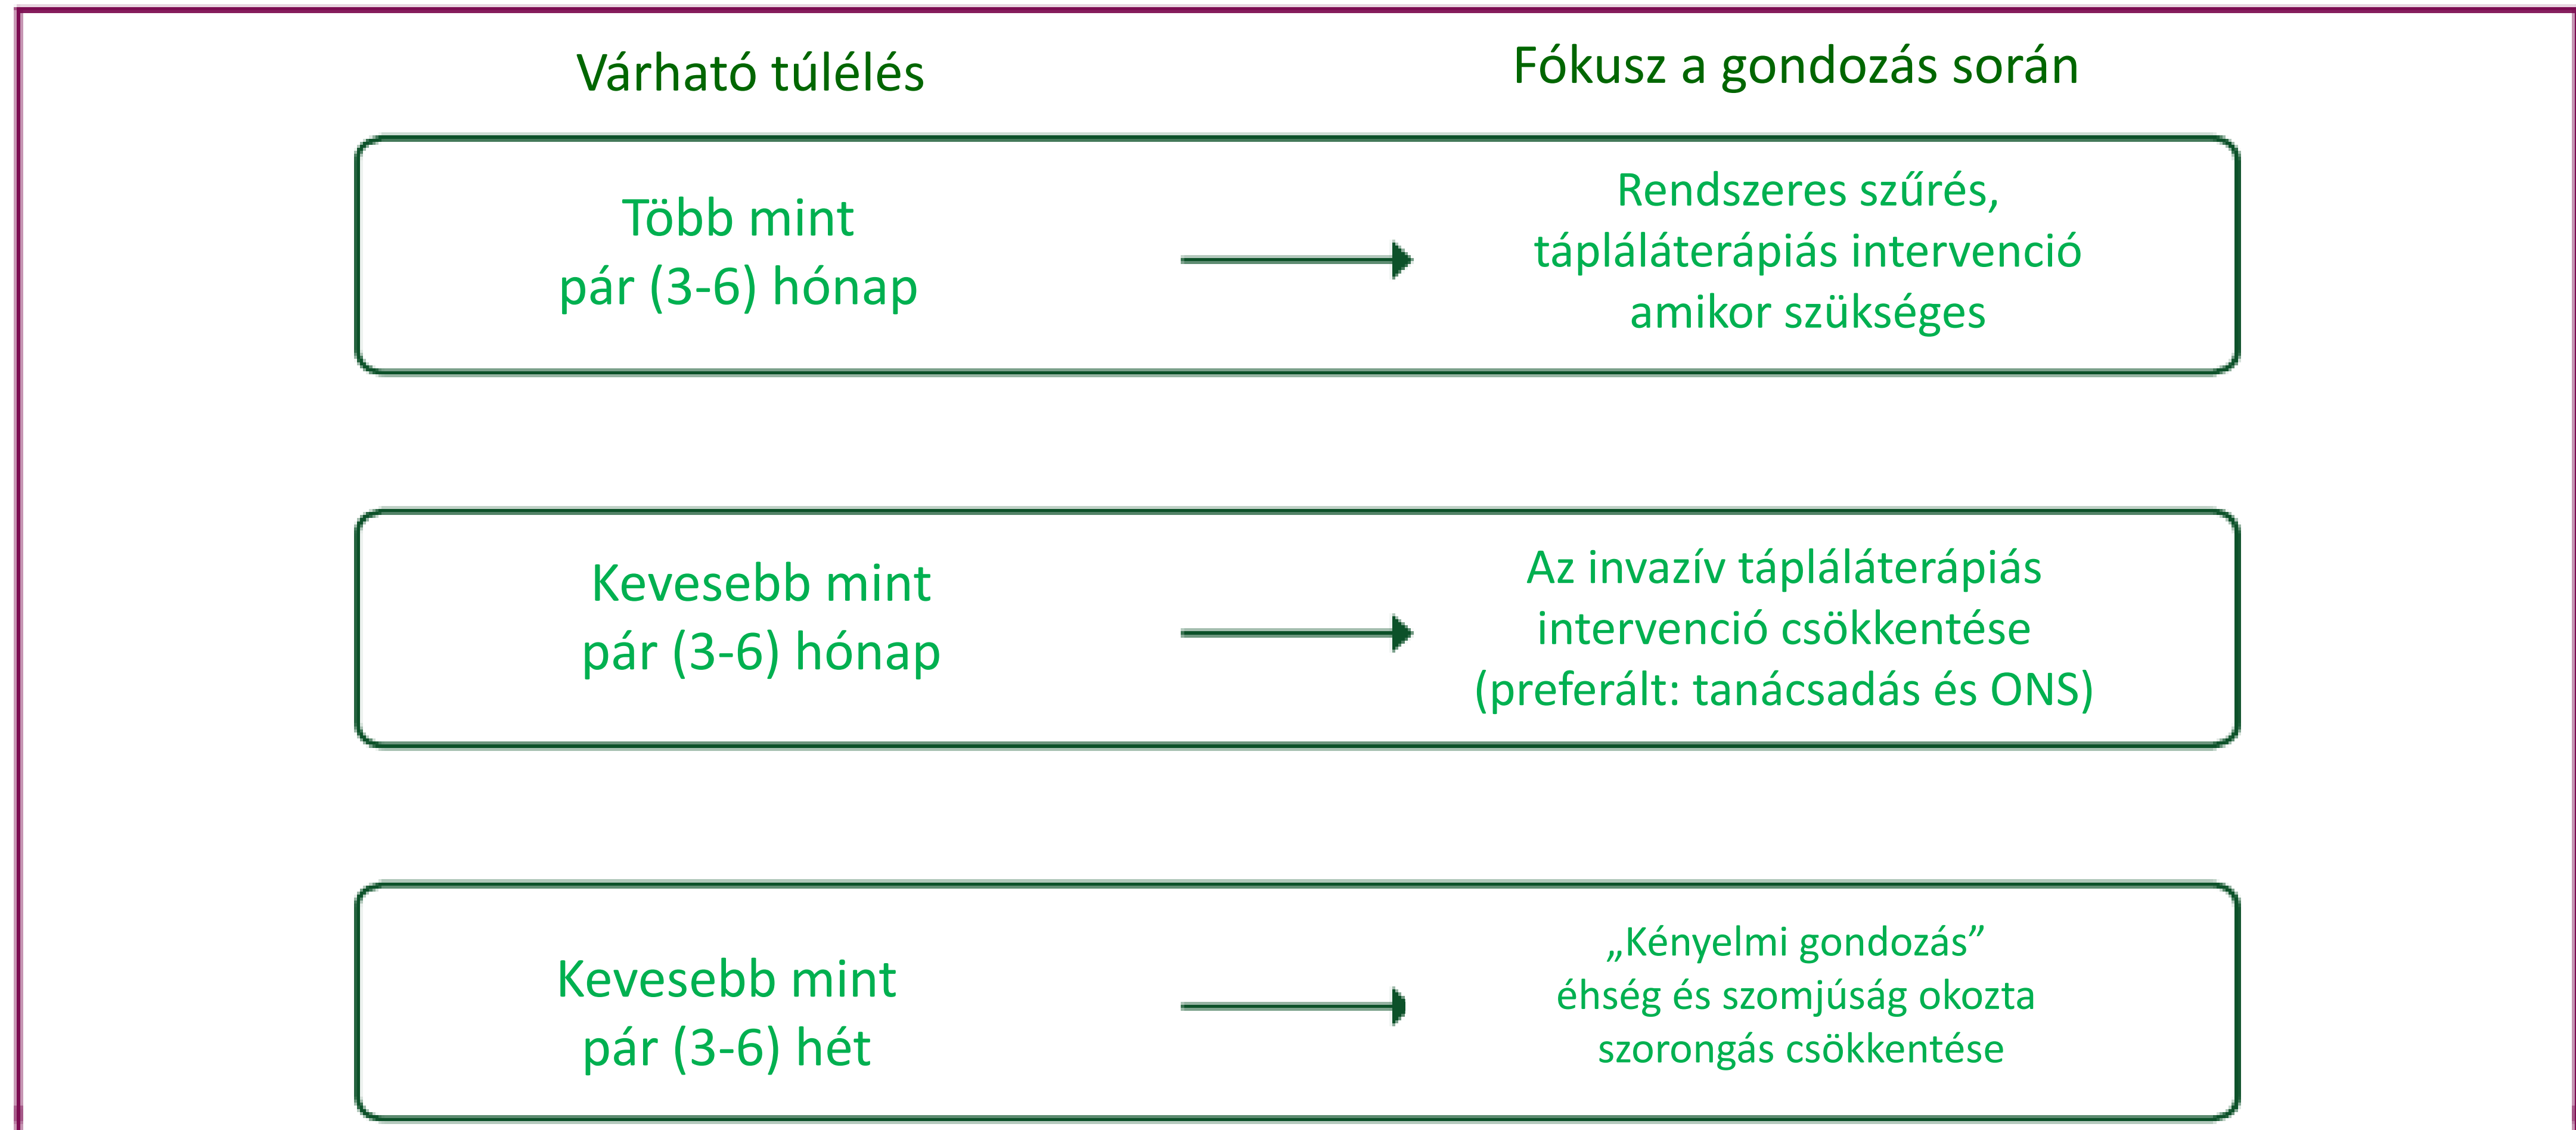 Várható túlélés
Fókusz a gondozás során
Több mint
pár (3-6) hónap
Rendszeres szűrés,
tápláláterápiás intervenció
amikor szükséges
Kevesebb mint
pár (3-6) hónap
Az invazív tápláláterápiás
intervenció csökkentése
(preferált: tanácsadás és ONS)
Kevesebb mint
pár (3-6) hét
„Kényelmi gondozás”
éhség és szomjúság okozta
szorongás csökkentése